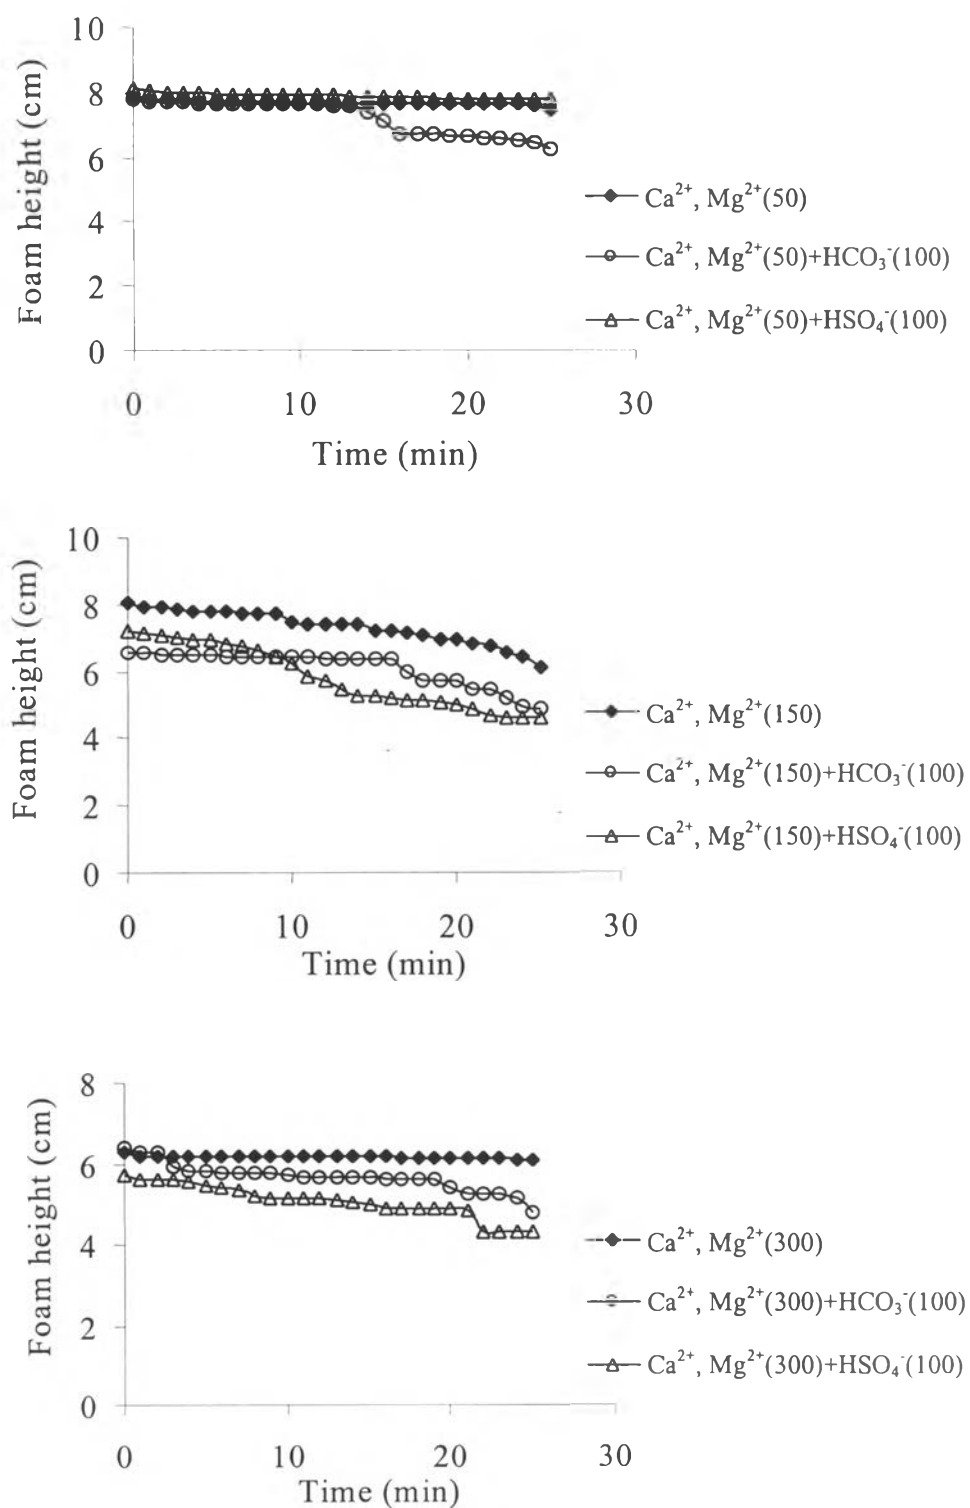 10
8
6
4
2
0
Foam height (cm)
0 10 20 30
Time (min)
Ca²⁺, Mg²⁺(50)
Ca²⁺, Mg²⁺(50)+HCO₃⁻(100)
Ca²⁺, Mg²⁺(50)+HSO₄⁻(100)
10
8
6
4
2
0
Foam height (cm)
0 10 20 30
Time (min)
Ca²⁺, Mg²⁺(150)
Ca²⁺, Mg²⁺(150)+HCO₃⁻(100)
Ca²⁺, Mg²⁺(150)+HSO₄⁻(100)
8
6
4
2
0
Foam height (cm)
0 10 20 30
Time (min)
Ca²⁺, Mg²⁺(300)
Ca²⁺, Mg²⁺(300)+HCO₃⁻(100)
Ca²⁺, Mg²⁺(300)+HSO₄⁻(100)